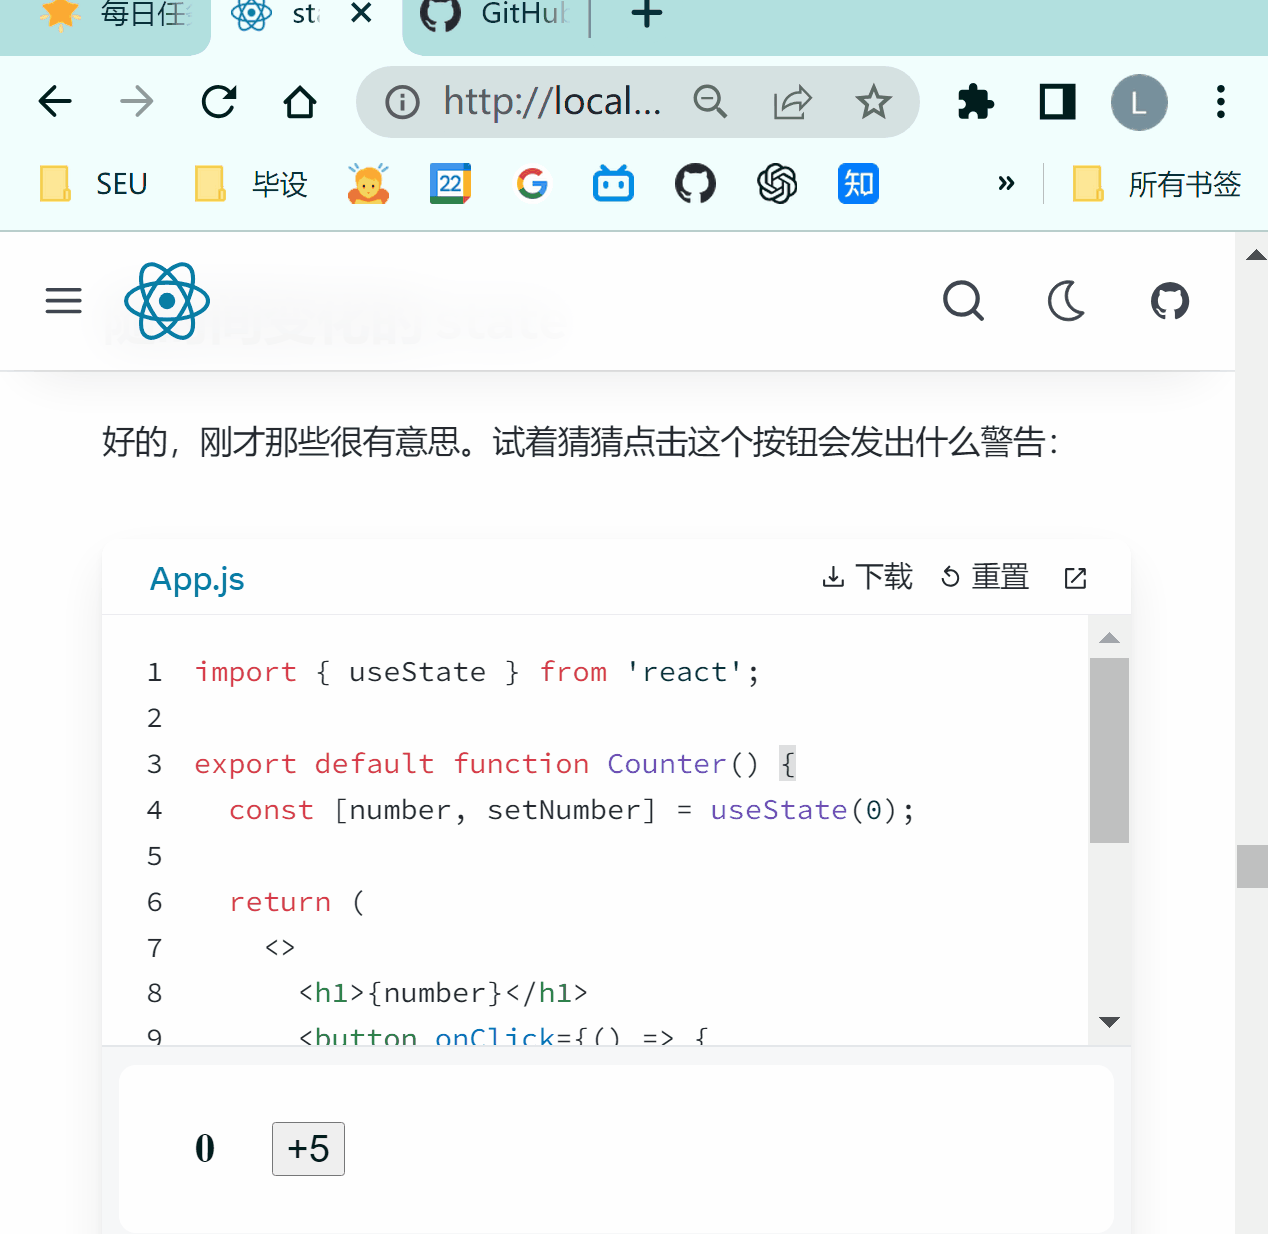 每日任
st
GitHub
http://local...
SEU
毕设
22
知
»
所有书签
好的，刚才那些很有意思。试着猜猜点击这个按钮会发出什么警告：
App.js
下载
重置
1 import { useState } from 'react';
2
3 export default function Counter() {
4 const [number, setNumber] = useState(0);
5
6 return (
7 <>
8 <h1>{number}</h1>
9 <button onClick={() => {
0
+5
L